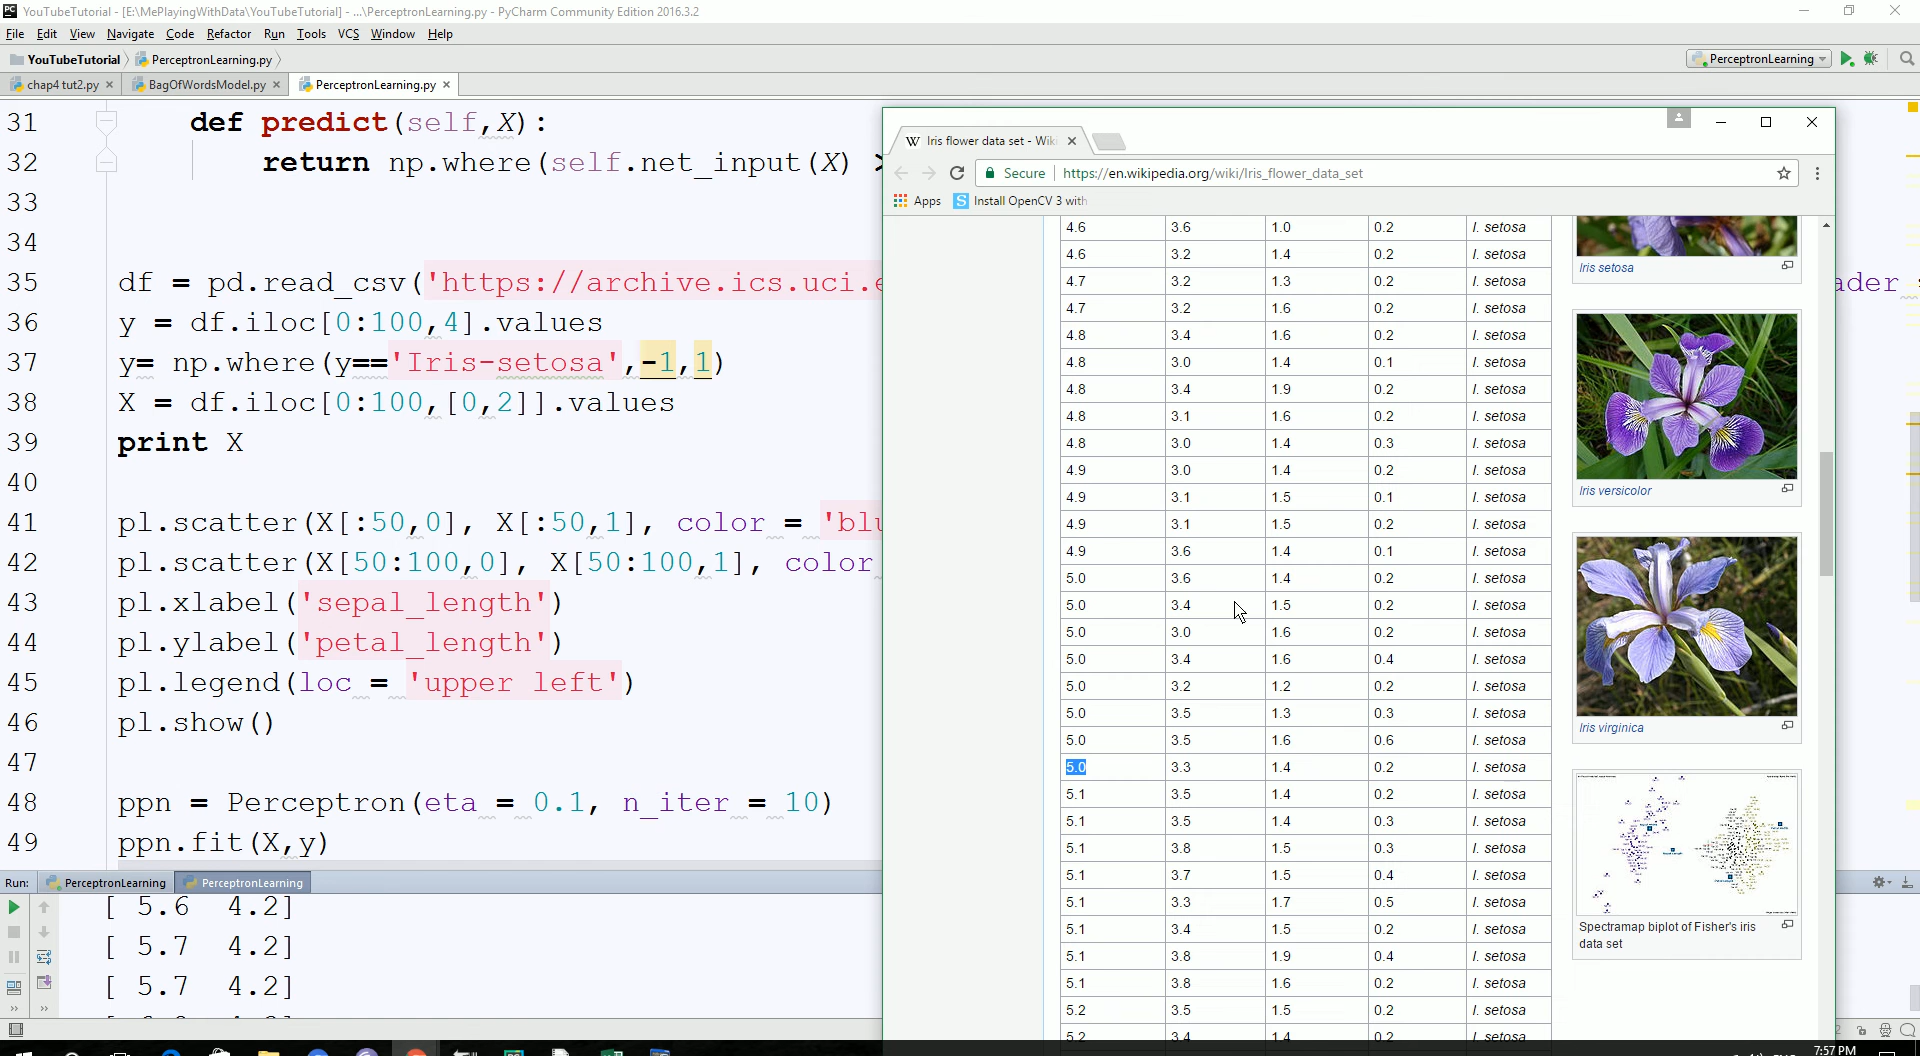 YouTubeTutorial - [E:\MePlayingWithData\YouTubeTutorial] - ...\PerceptronLearning.py - PyCharm Community Edition 2016.3.2
File Edit View Navigate Code Refactor Run Tools VCS Window Help
YouTubeTutorial PerceptronLearning.py
PerceptronLearning
chap4 tut2.py BagOfWordsModel.py PerceptronLearning.py
31 def predict(self,X):
32 return np.where(self.net_input(X) >
33
34
35 df = pd.read_csv('https://archive.ics.uci.e
36 y = df.iloc[0:100,4].values
37 y= np.where(y=='Iris-setosa',-1,1)
38 X = df.iloc[0:100,[0,2]].values
39 print X
40
41 pl.scatter(X[:50,0], X[:50,1], color = 'blu
42 pl.scatter(X[50:100,0], X[50:100,1], color
43 pl.xlabel('sepal_length')
44 pl.ylabel('petal_length')
45 pl.legend(loc = 'upper left')
46 pl.show()
47
48 ppn = Perceptron(eta = 0.1, n_iter = 10)
49 ppn.fit(X,y)
ader
Run: PerceptronLearning PerceptronLearning
[ 5.6 4.2]
[ 5.7 4.2]
[ 5.7 4.2]
Iris flower data set - Wiki
Secure https://en.wikipedia.org/wiki/Iris_flower_data_set
Apps Install OpenCV 3 with
4.6 3.6 1.0 0.2 I. setosa
4.6 3.2 1.4 0.2 I. setosa
4.7 3.2 1.3 0.2 I. setosa
4.7 3.2 1.6 0.2 I. setosa
4.8 3.4 1.6 0.2 I. setosa
4.8 3.0 1.4 0.1 I. setosa
4.8 3.4 1.9 0.2 I. setosa
4.8 3.1 1.6 0.2 I. setosa
4.8 3.0 1.4 0.3 I. setosa
4.9 3.0 1.4 0.2 I. setosa
4.9 3.1 1.5 0.1 I. setosa
4.9 3.1 1.5 0.2 I. setosa
4.9 3.6 1.4 0.1 I. setosa
5.0 3.6 1.4 0.2 I. setosa
5.0 3.4 1.5 0.2 I. setosa
5.0 3.0 1.6 0.2 I. setosa
5.0 3.4 1.6 0.4 I. setosa
5.0 3.2 1.2 0.2 I. setosa
5.0 3.5 1.3 0.3 I. setosa
5.0 3.5 1.6 0.6 I. setosa
5.0 3.3 1.4 0.2 I. setosa
5.1 3.5 1.4 0.2 I. setosa
5.1 3.5 1.4 0.3 I. setosa
5.1 3.8 1.5 0.3 I. setosa
5.1 3.7 1.5 0.4 I. setosa
5.1 3.3 1.7 0.5 I. setosa
5.1 3.4 1.5 0.2 I. setosa
5.1 3.8 1.9 0.4 I. setosa
5.1 3.8 1.6 0.2 I. setosa
5.2 3.5 1.5 0.2 I. setosa
5.2 3.4 1.4 0.2 I. setosa
Iris setosa
Iris versicolor
Iris virginica
Spectramap biplot of Fisher's iris
data set
7:57 PM